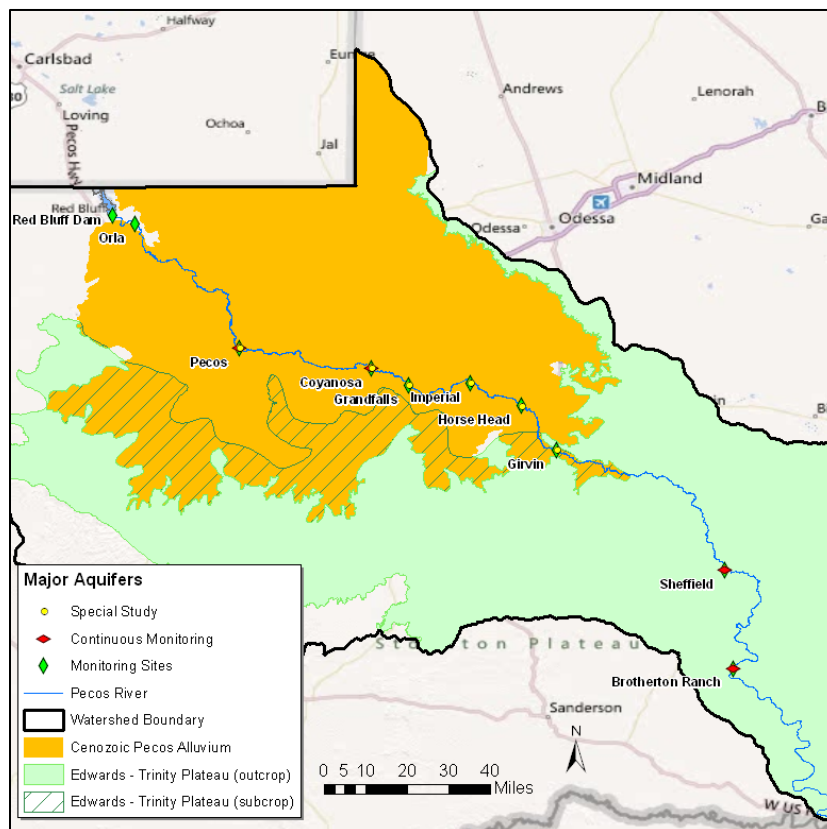 Halfway
Carlsbad
Eunice
Salt Lake
Andrews
Lenorah
Loving
Ochoa
Jal
Pecos Hwy
Midland
Red Bluff
Red Bluff Dam
Odessa
Odessa
Orla
Pecos
Coyanosa
Grandfalls
Imperial
Horse Head
Girvin
Sheffield
Brotherton Ranch
Plateau
Sanderson
N
0 5 10 20 30 40
Miles
W US
Major Aquifers
Special Study
Continuous Monitoring
Monitoring Sites
Pecos River
Watershed Boundary
Cenozoic Pecos Alluvium
Edwards - Trinity Plateau (outcrop)
Edwards - Trinity Plateau (subcrop)